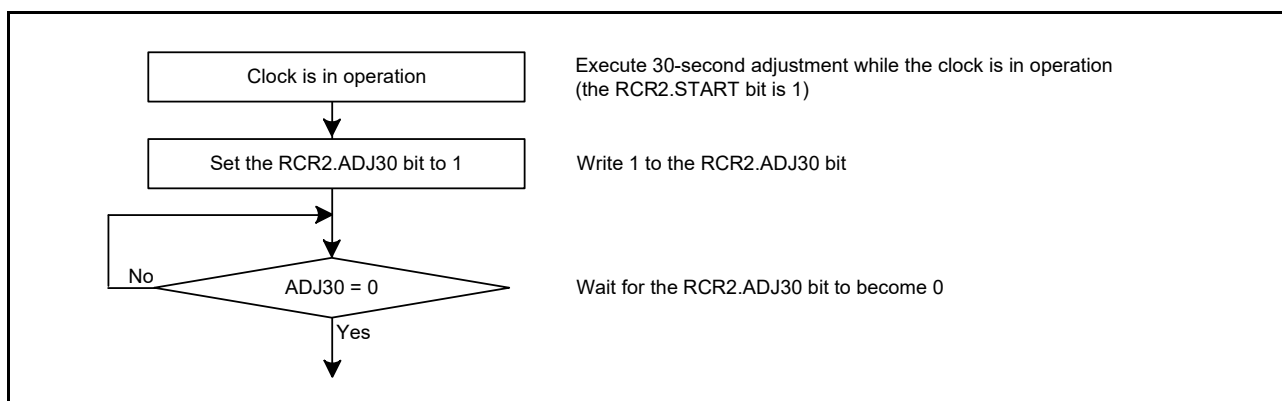 Clock is in operation
Execute 30-second adjustment while the clock is in operation
(the RCR2.START bit is 1)
Set the RCR2.ADJ30 bit to 1
Write 1 to the RCR2.ADJ30 bit
No
ADJ30 = 0
Wait for the RCR2.ADJ30 bit to become 0
Yes